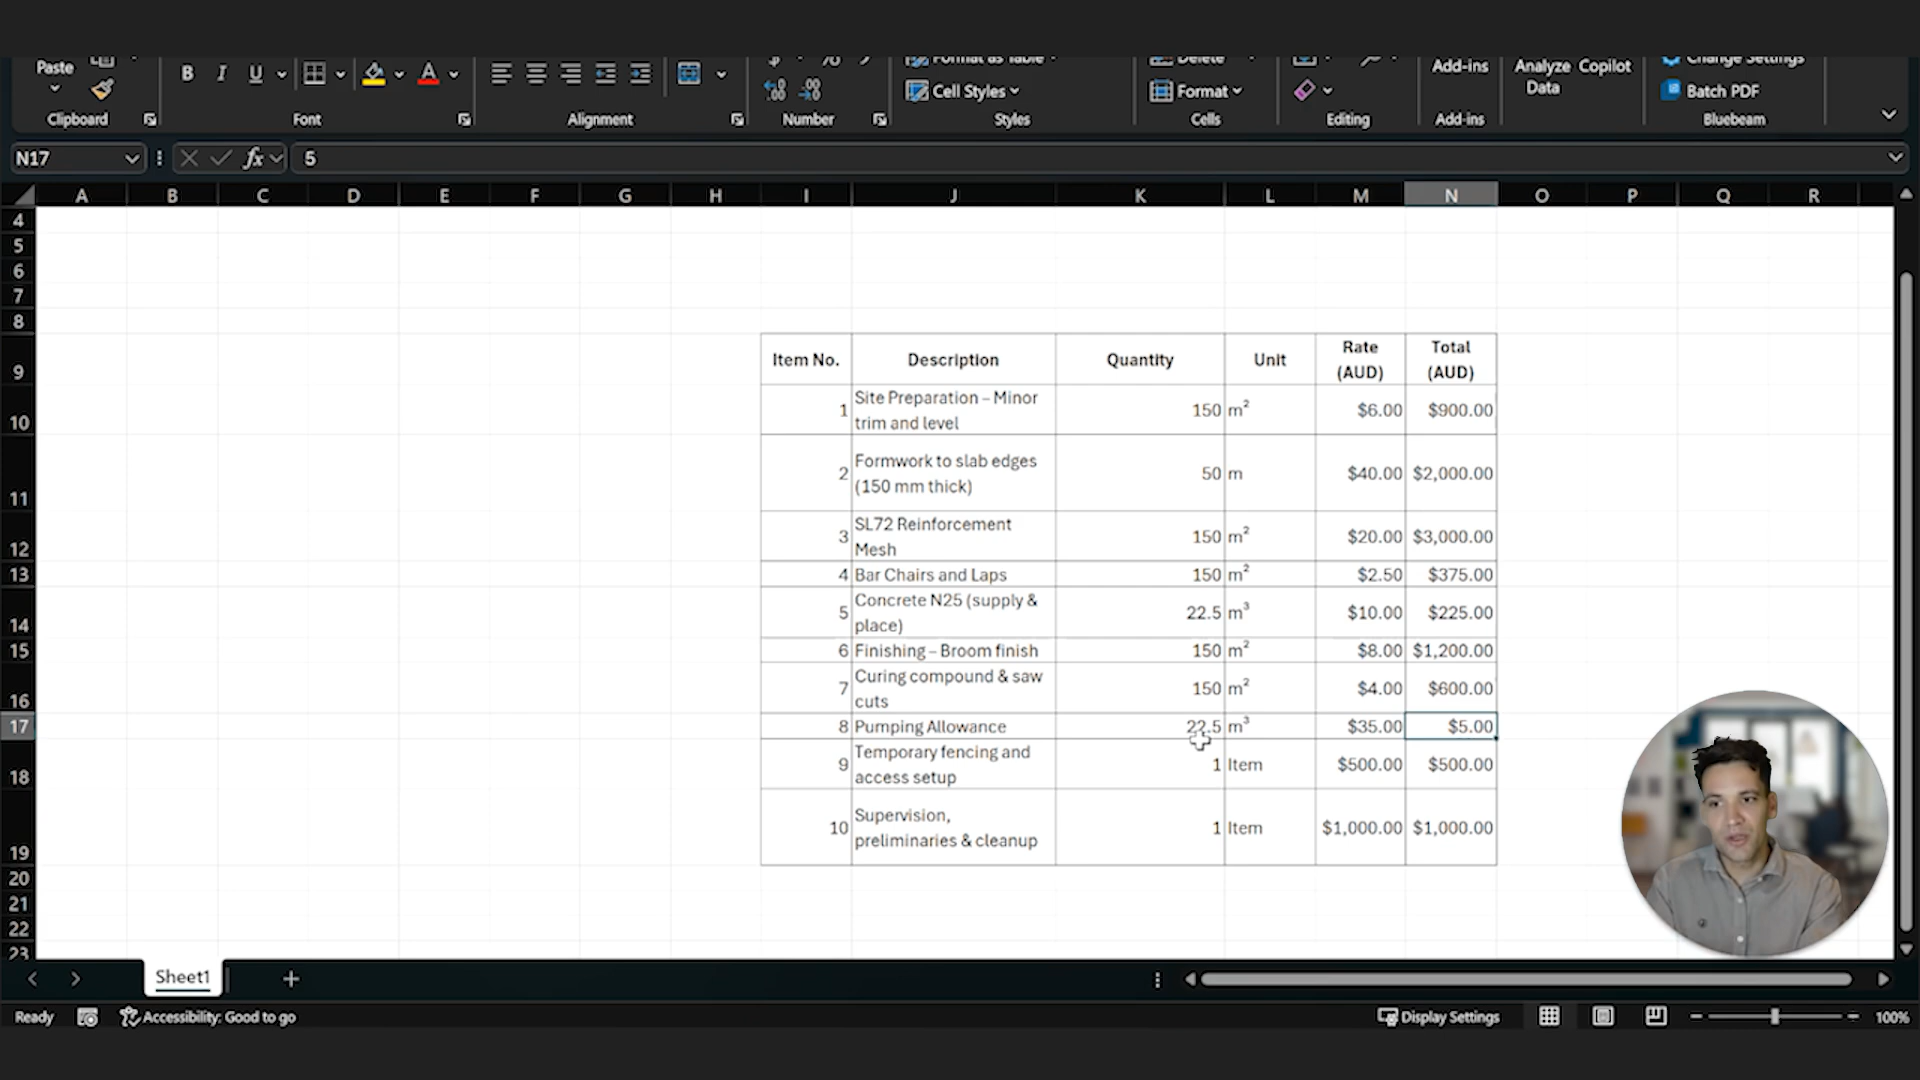 Paste
B I U A
Format as Table
Cell Styles
Delete
Format
Add-ins
Analyze Data
Copilot
Change Settings
Batch PDF
Clipboard Font Alignment Number Styles Cells Editing Add-ins Bluebeam
N17 fx 5
A B C D E F G H I J K L M N O P Q R
4
5
6
7
8
9 Item No. Description Quantity Unit Rate (AUD) Total (AUD)
10 1 Site Preparation – Minor trim and level 150 m² $6.00 $900.00
11 2 Formwork to slab edges (150 mm thick) 50 m $40.00 $2,000.00
12 3 SL72 Reinforcement Mesh 150 m² $20.00 $3,000.00
13 4 Bar Chairs and Laps 150 m² $2.50 $375.00
14 5 Concrete N25 (supply & place) 22.5 m³ $10.00 $225.00
15 6 Finishing – Broom finish 150 m² $8.00 $1,200.00
16 7 Curing compound & saw cuts 150 m² $4.00 $600.00
17 8 Pumping Allowance 22.5 m³ $35.00 $5.00
18 9 Temporary fencing and access setup 1 Item $500.00 $500.00
19 10 Supervision, preliminaries & cleanup 1 Item $1,000.00 $1,000.00
20
21
22
23
Sheet1
Ready Accessibility: Good to go Display Settings 100%